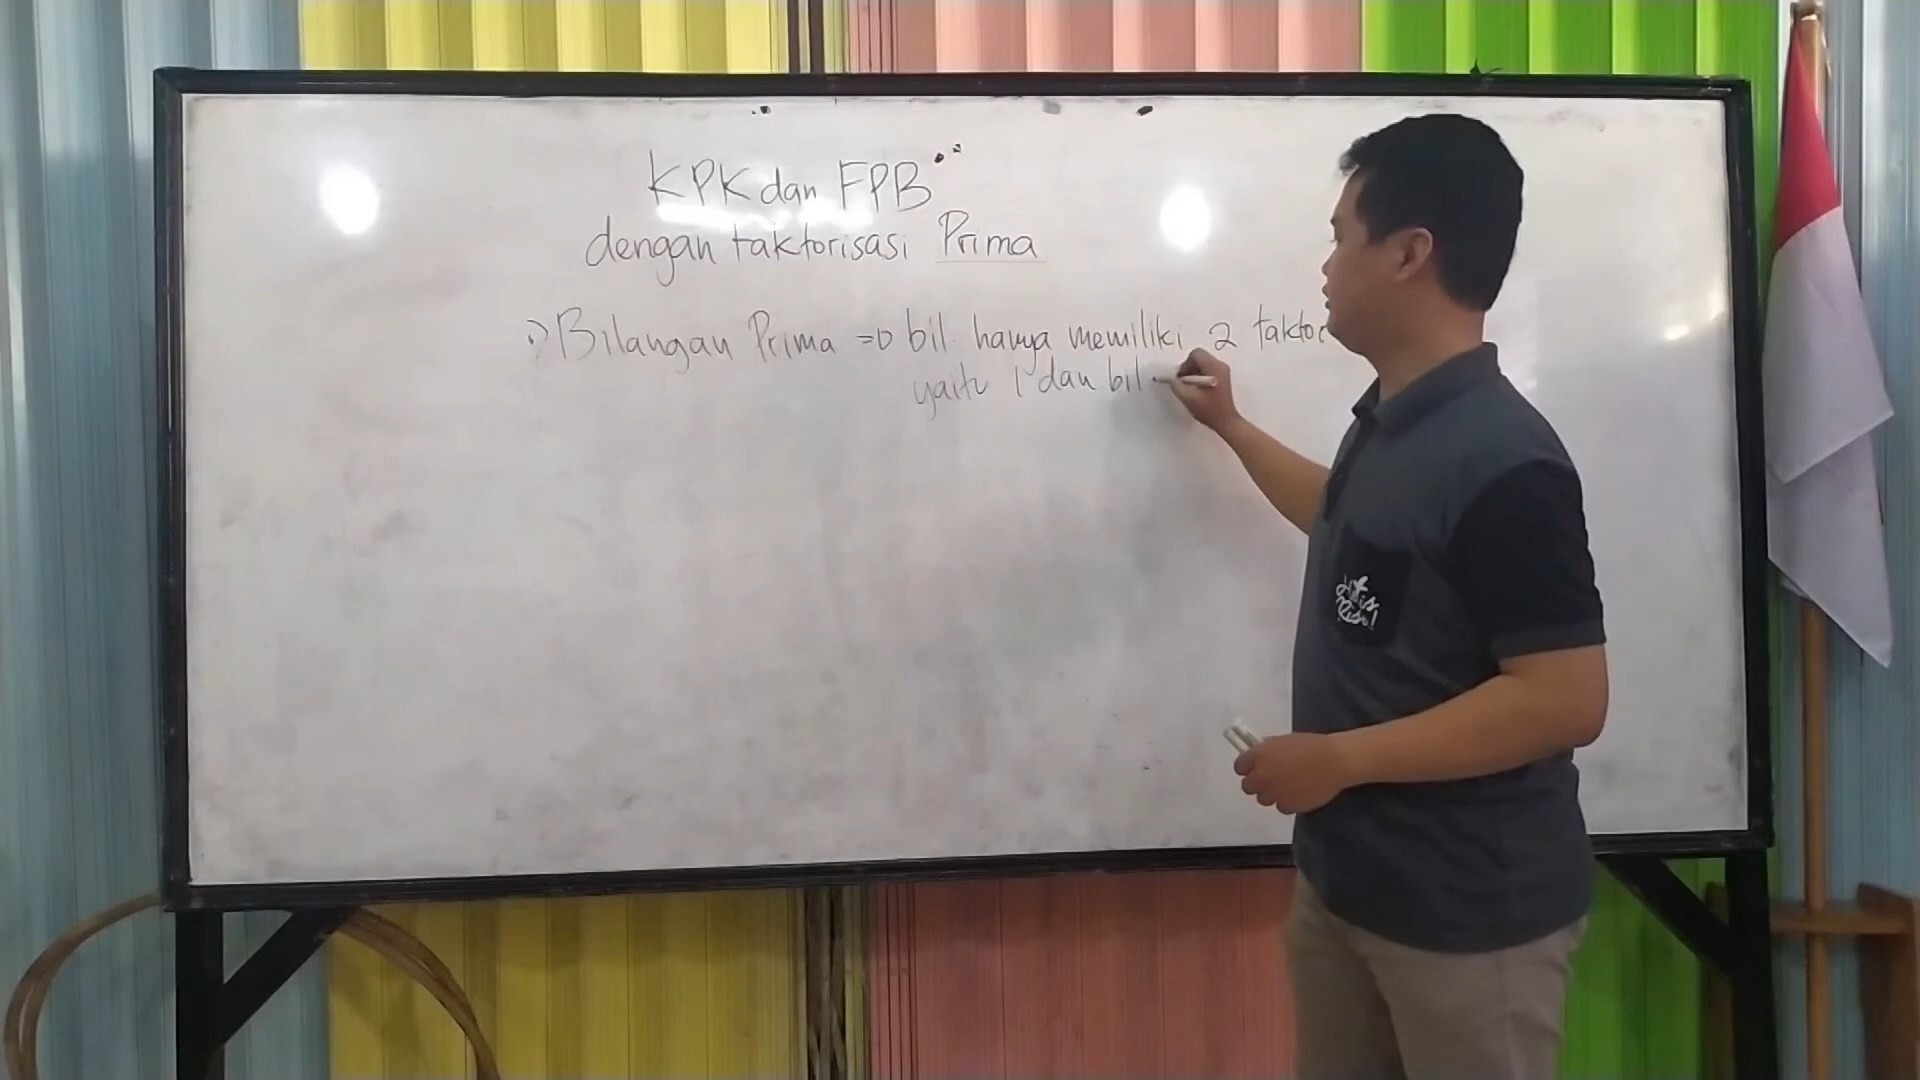 KPK dan FPB
dengan faktorisasi Prima
Bilangan Prima => bil. hanya memiliki 2 faktor
yaitu 1 dan bil.